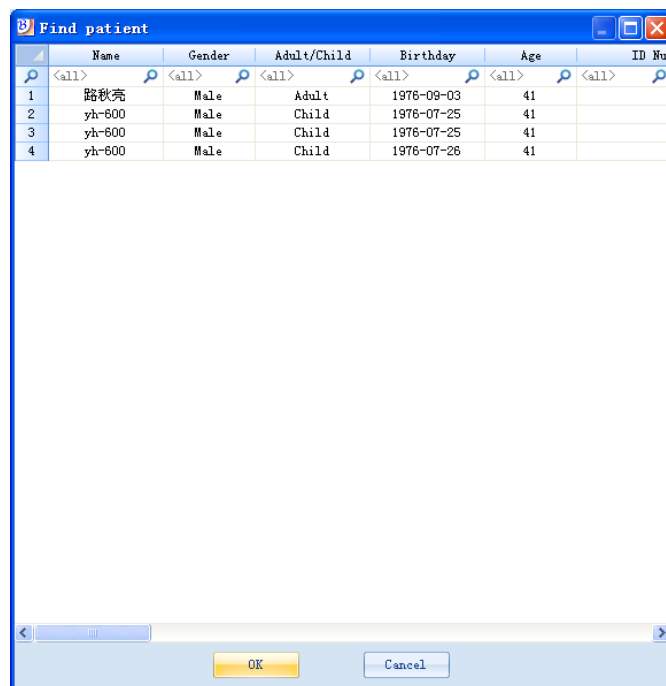 Find patient
Name Gender Adult/Child Birthday Age ID Nu
<all> <all> <all> <all> <all> <all>
1 路秋亮 Male Adult 1976-09-03 41
2 yh-600 Male Child 1976-07-25 41
3 yh-600 Male Child 1976-07-25 41
4 yh-600 Male Child 1976-07-26 41
OK Cancel